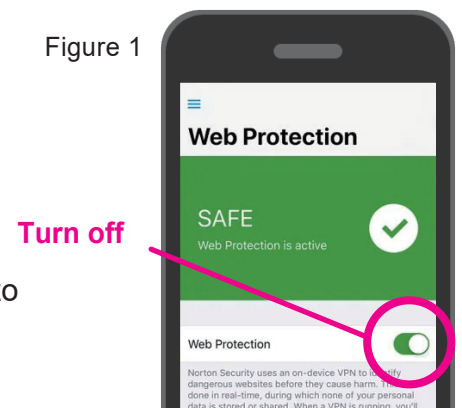 Figure 1
Web Protection
SAFE
Web Protection is active
Turn off
to
Web Protection
Norton Security uses an on-device VPN to identify
dangerous websites before they cause harm.
done in real-time, during which none of your personal
data is stored or shared. When a VPN is running, you'll